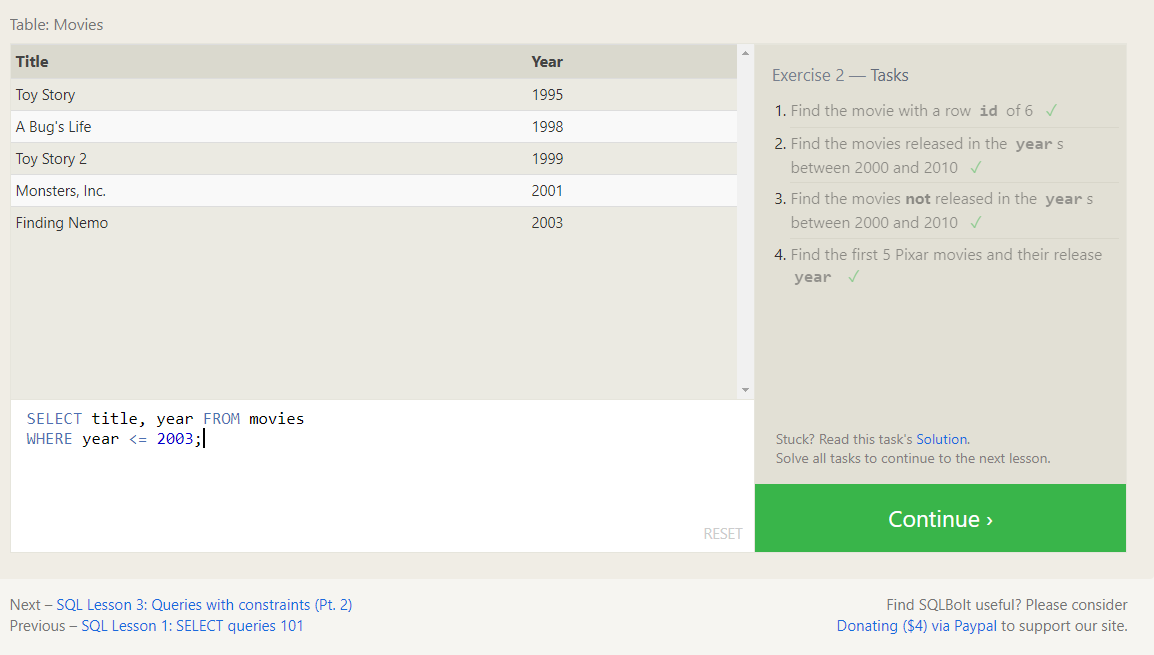 Table: Movies
Title Year
Toy Story 1995
A Bug's Life 1998
Toy Story 2 1999
Monsters, Inc. 2001
Finding Nemo 2003
SELECT title, year FROM movies
WHERE year <= 2003;
RESET
Exercise 2 — Tasks
1. Find the movie with a row id of 6 ✓
2. Find the movies released in the year s
between 2000 and 2010 ✓
3. Find the movies not released in the year s
between 2000 and 2010 ✓
4. Find the first 5 Pixar movies and their release
year ✓
Stuck? Read this task's Solution.
Solve all tasks to continue to the next lesson.
Continue ›
Next – SQL Lesson 3: Queries with constraints (Pt. 2)
Previous – SQL Lesson 1: SELECT queries 101
Find SQLBolt useful? Please consider
Donating ($4) via Paypal to support our site.